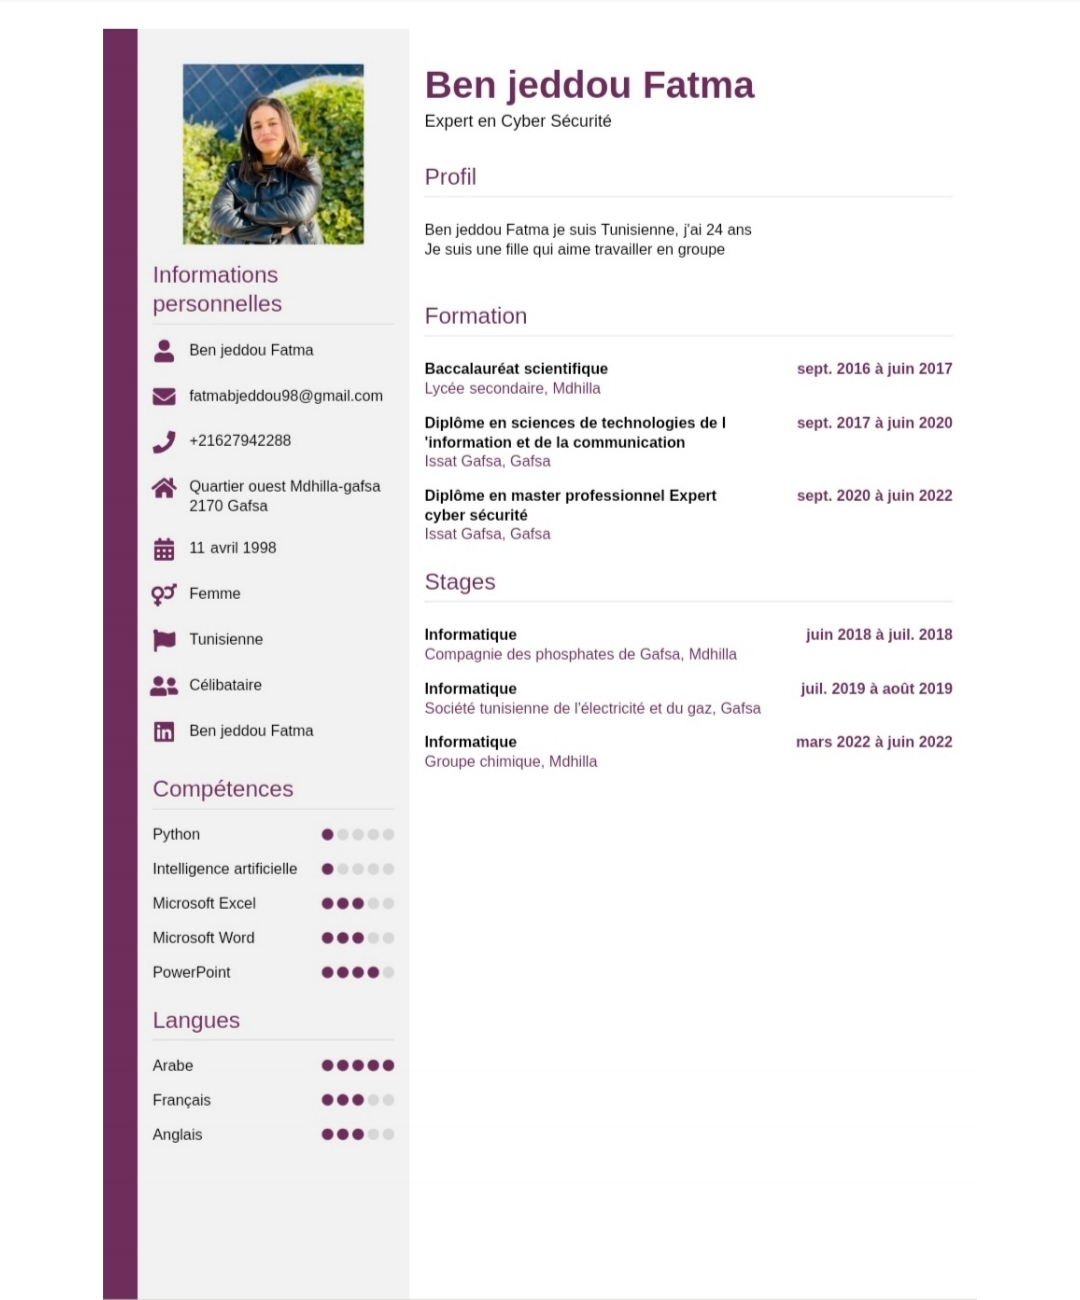 Ben jeddou Fatma
Expert en Cyber Sécurité
Profil
Ben jeddou Fatma je suis Tunisienne, j'ai 24 ans
Je suis une fille qui aime travailler en groupe
Formation
Baccalauréat scientifique sept. 2016 à juin 2017
Lycée secondaire, Mdhilla
Diplôme en sciences de technologies de l sept. 2017 à juin 2020
'information et de la communication
Issat Gafsa, Gafsa
Diplôme en master professionnel Expert sept. 2020 à juin 2022
cyber sécurité
Issat Gafsa, Gafsa
Stages
Informatique juin 2018 à juil. 2018
Compagnie des phosphates de Gafsa, Mdhilla
Informatique juil. 2019 à août 2019
Société tunisienne de l'électricité et du gaz, Gafsa
Informatique mars 2022 à juin 2022
Groupe chimique, Mdhilla
Informations
personnelles
Ben jeddou Fatma
fatmabjeddou98@gmail.com
+21627942288
Quartier ouest Mdhilla-gafsa
2170 Gafsa
11 avril 1998
Femme
Tunisienne
Célibataire
in Ben jeddou Fatma
Compétences
Python
Intelligence artificielle
Microsoft Excel
Microsoft Word
PowerPoint
Langues
Arabe
Français
Anglais